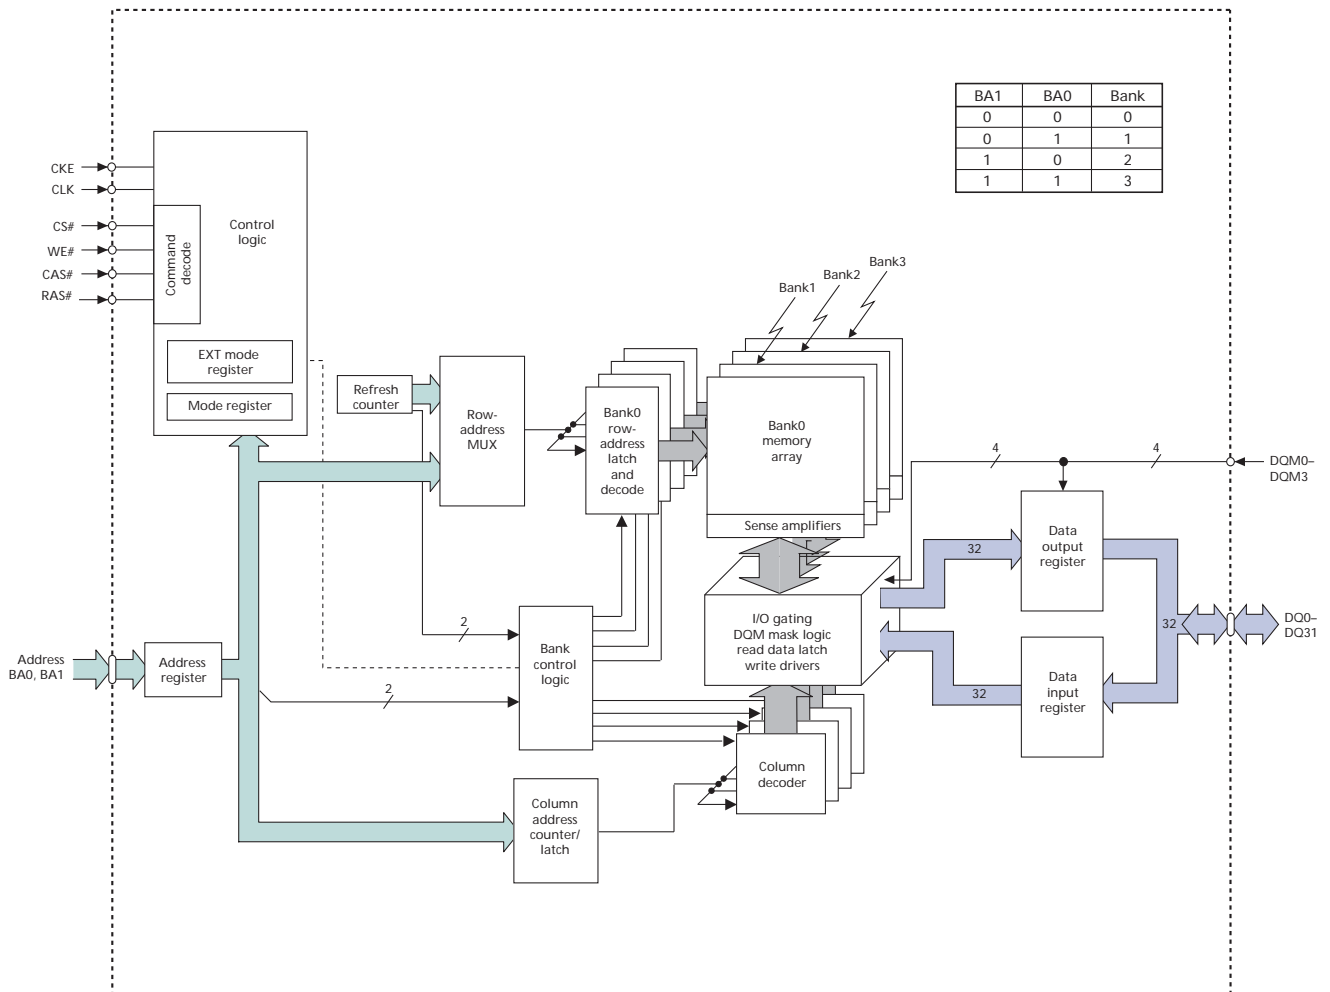 BA1 BA0 Bank
0 0 0
0 1 1
1 0 2
1 1 3
CKE
CLK
CS#
WE#
CAS#
RAS#
Command
decode
Control
logic
EXT mode
register
Mode register
Refresh
counter
Row-
address
MUX
Bank0
row-
address
latch
and
decode
Bank1
Bank2
Bank3
Bank0
memory
array
Sense amplifiers
4
4
DQM0–
DQM3
Data
output
register
32
I/O gating
DQM mask logic
read data latch
write drivers
32
DQ0–
DQ31
Data
input
register
32
2
Bank
control
logic
2
Address
BA0, BA1
Address
register
Column
decoder
Column
address
counter/
latch